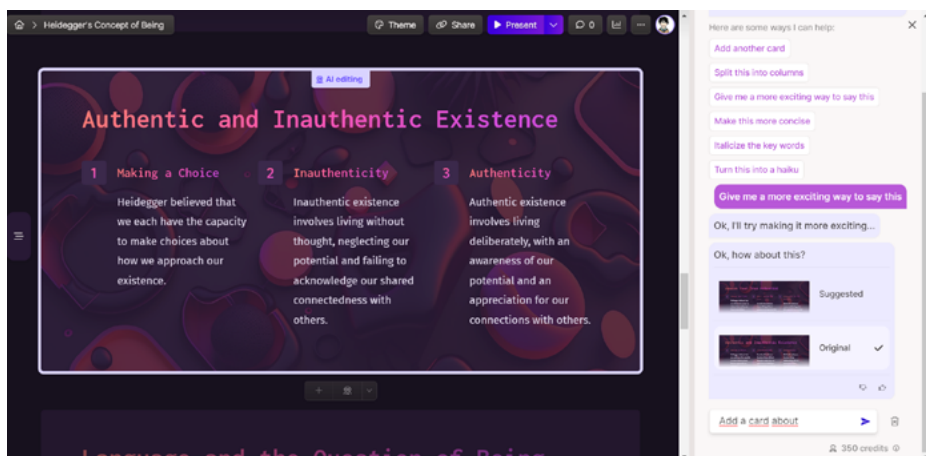 Heidegger's Concept of Being
Theme
Share
Present
0
AI editing
Authentic and Inauthentic Existence
1 Making a Choice
Heidegger believed that
we each have the capacity
to make choices about
how we approach our
existence.
2 Inauthenticity
Inauthentic existence
involves living without
thought, neglecting our
potential and failing to
acknowledge our shared
connectedness with
others.
3 Authenticity
Authentic existence
involves living
deliberately, with an
awareness of our
potential and an
appreciation for our
connections with others.
Language and the Question of Being
Here are some ways I can help:
Add another card
Split this into columns
Give me a more exciting way to say this
Make this more concise
Italicize the key words
Turn this into a haiku
Give me a more exciting way to say this
Ok, I'll try making it more exciting...
Ok, how about this?
Suggested
Original
Add a card about
350 credits